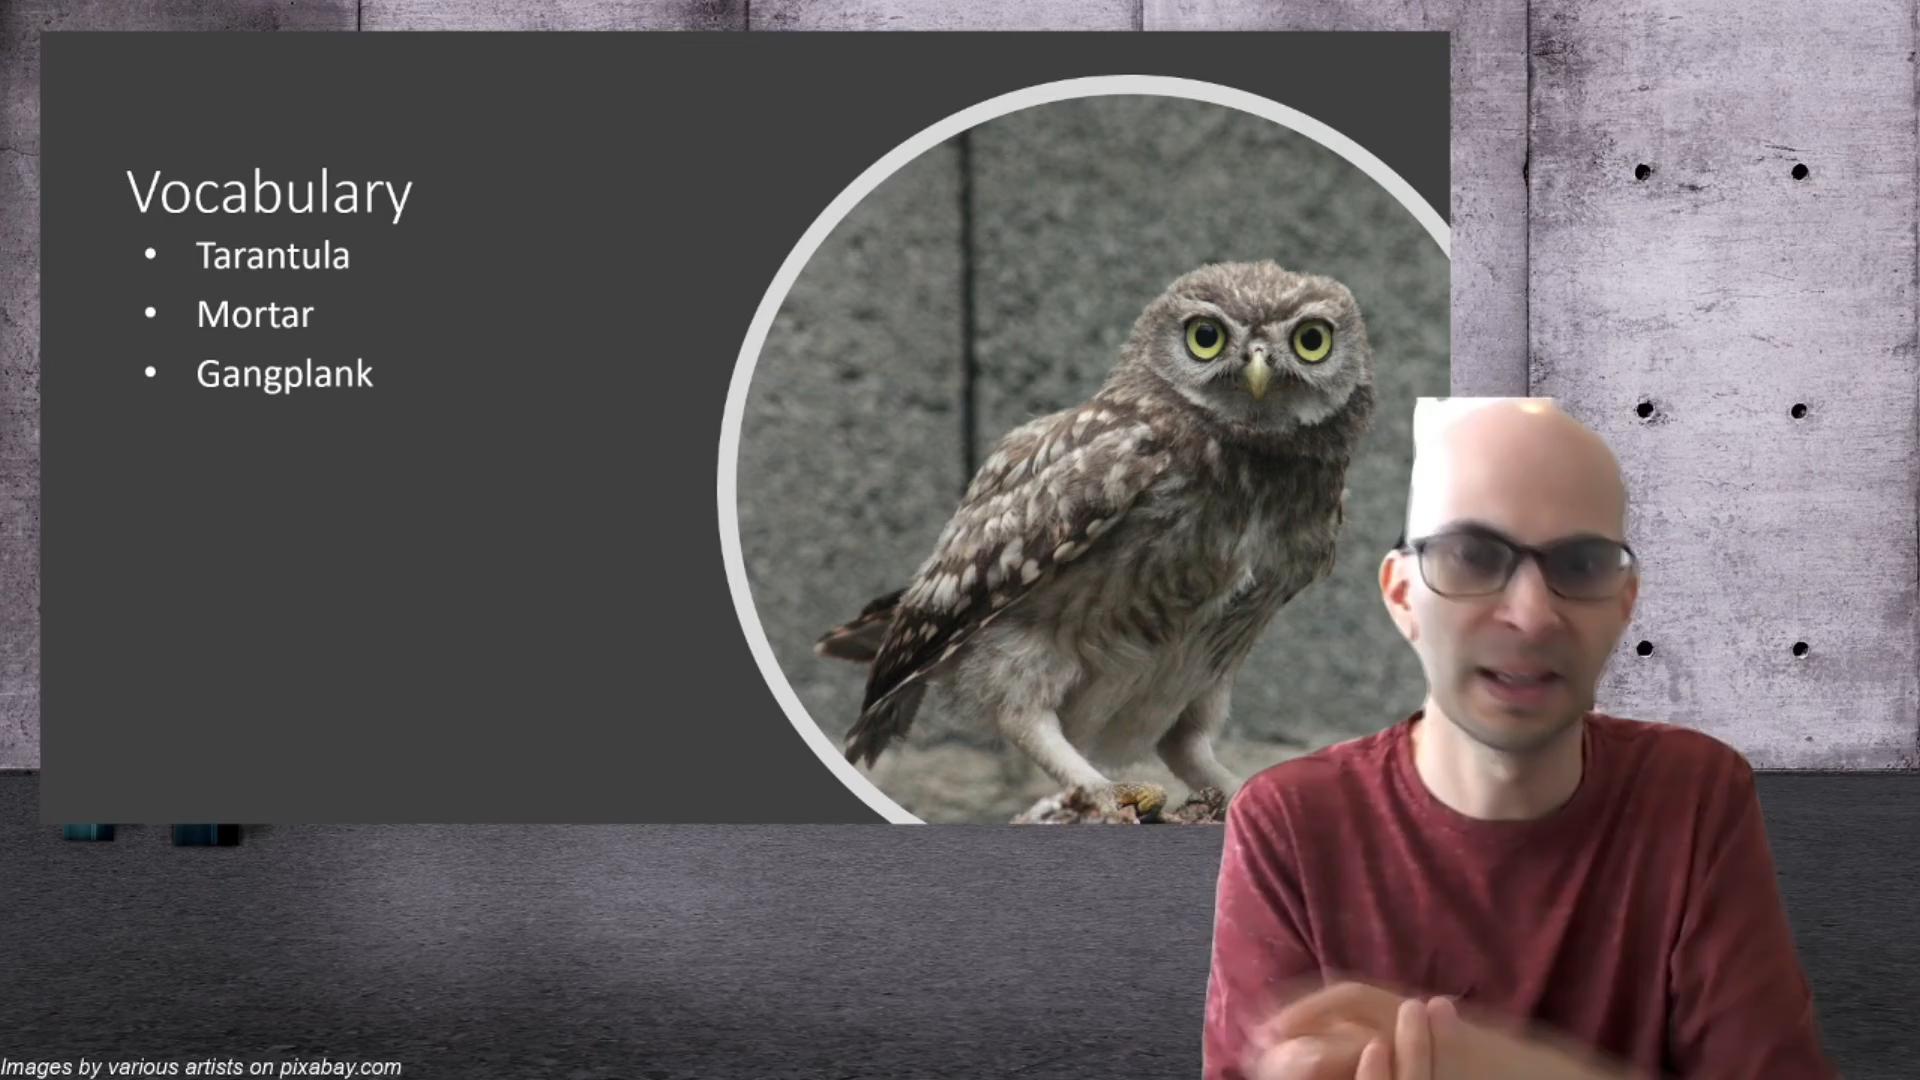 Vocabulary
• Tarantula
• Mortar
• Gangplank
Images by various artists on pixabay.com